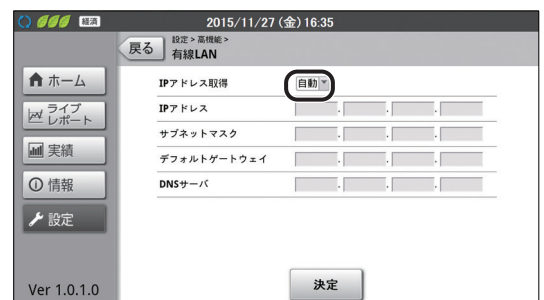 経済
2015/11/27 (金) 16:35
戻る
設定 > 高機能 >
有線LAN
ホーム
ライブ
レポート
実績
情報
設定
Ver 1.0.1.0
IPアドレス取得
自動
IPアドレス
. . .
サブネットマスク
. . .
デフォルトゲートウェイ
. . .
DNSサーバ
. . .
決定